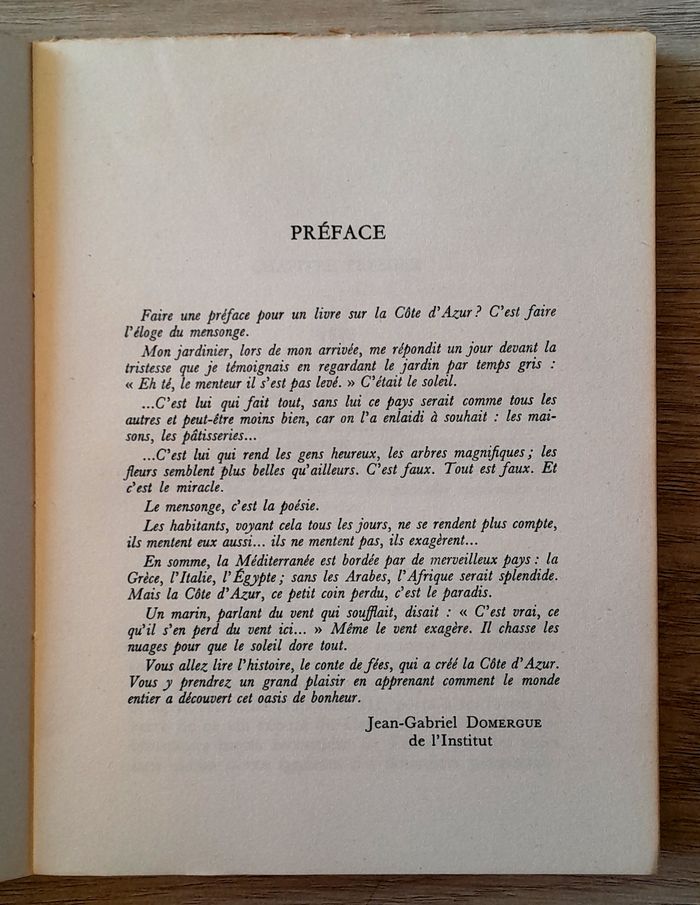 PRÉFACE
Faire une préface pour un livre sur la Côte d'Azur ? C'est faire
l'éloge du mensonge.
Mon jardinier, lors de mon arrivée, me répondit un jour devant la
tristesse que je témoignais en regardant le jardin par temps gris :
« Eh té, le menteur il s'est pas levé. » C'était le soleil.
...C'est lui qui fait tout, sans lui ce pays serait comme tous les
autres et peut-être moins bien, car on l'a enlaidi à souhait : les mai-
sons, les pâtisseries...
...C'est lui qui rend les gens heureux, les arbres magnifiques ; les
fleurs semblent plus belles qu'ailleurs. C'est faux. Tout est faux. Et
c'est le miracle.
Le mensonge, c'est la poésie.
Les habitants, voyant cela tous les jours, ne se rendent plus compte,
ils mentent eux aussi... ils ne mentent pas, ils exagèrent...
En somme, la Méditerranée est bordée par de merveilleux pays : la
Grèce, l'Italie, l'Égypte ; sans les Arabes, l'Afrique serait splendide.
Mais la Côte d'Azur, ce petit coin perdu, c'est le paradis.
Un marin, parlant du vent qui soufflait, disait : « C'est vrai, ce
qu'il s'en perd du vent ici... » Même le vent exagère. Il chasse les
nuages pour que le soleil dore tout.
Vous allez lire l'histoire, le conte de fées, qui a créé la Côte d'Azur.
Vous y prendrez un grand plaisir en apprenant comment le monde
entier a découvert cet oasis de bonheur.
Jean-Gabriel DOMERGUE
de l'Institut